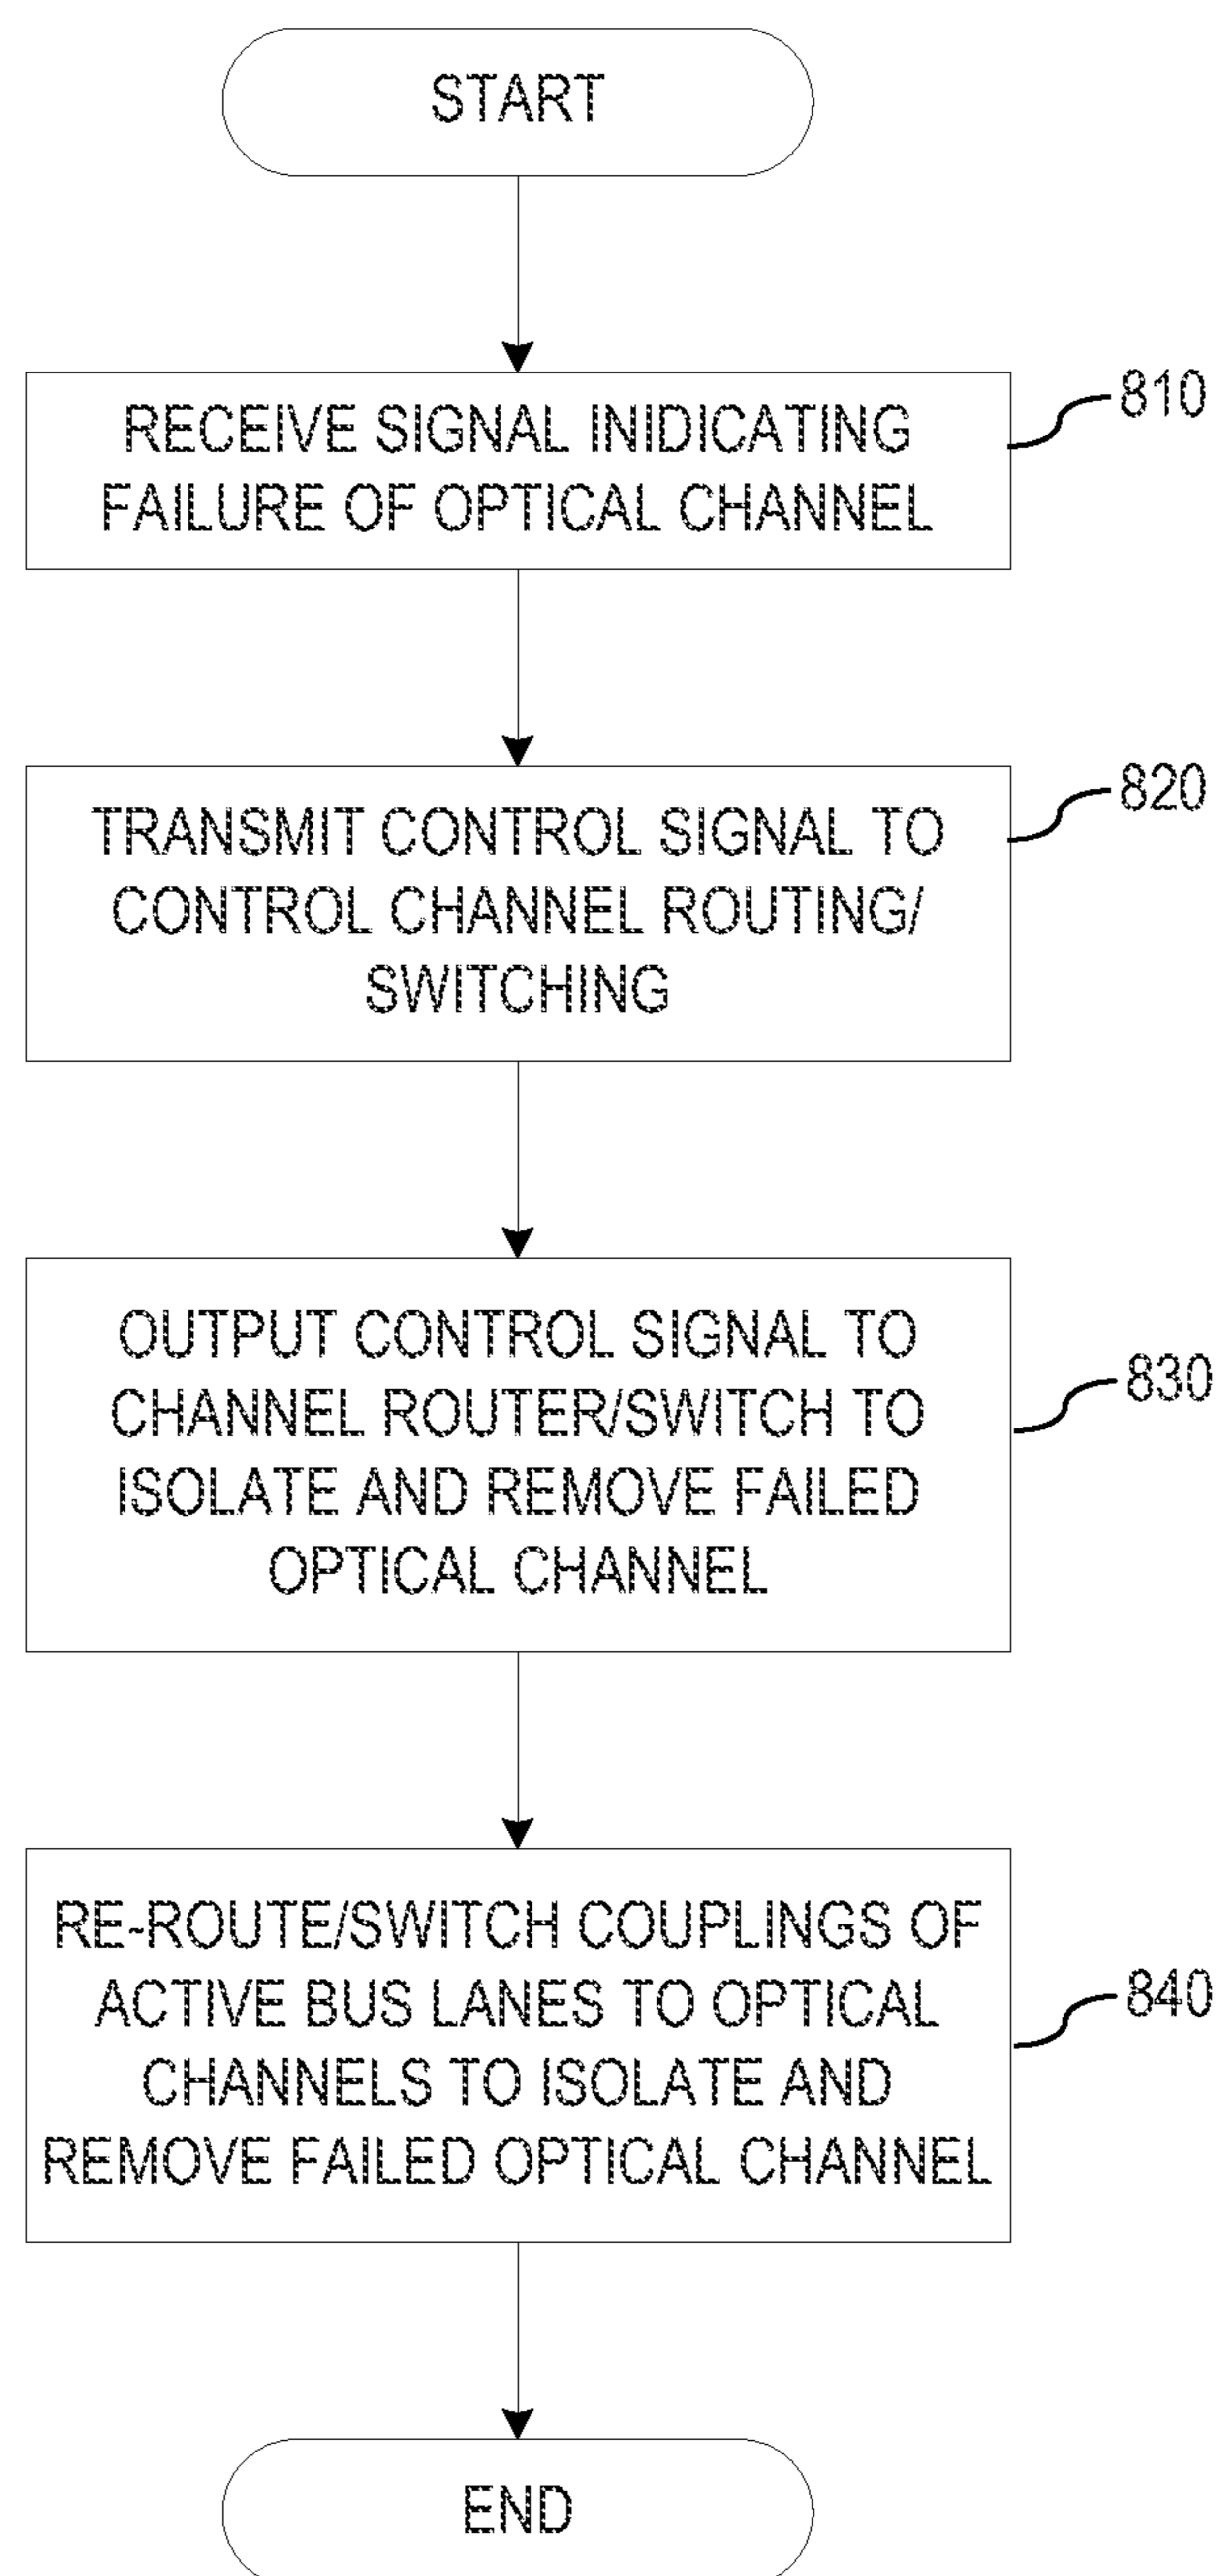 START
RECEIVE SIGNAL INIDICATING
FAILURE OF OPTICAL CHANNEL
810
TRANSMIT CONTROL SIGNAL TO
CONTROL CHANNEL ROUTING/
SWITCHING
820
OUTPUT CONTROL SIGNAL TO
CHANNEL ROUTER/SWITCH TO
ISOLATE AND REMOVE FAILED
OPTICAL CHANNEL
830
RE-ROUTE/SWITCH COUPLINGS OF
ACTIVE BUS LANES TO OPTICAL
CHANNELS TO ISOLATE AND
REMOVE FAILED OPTICAL CHANNEL
840
END